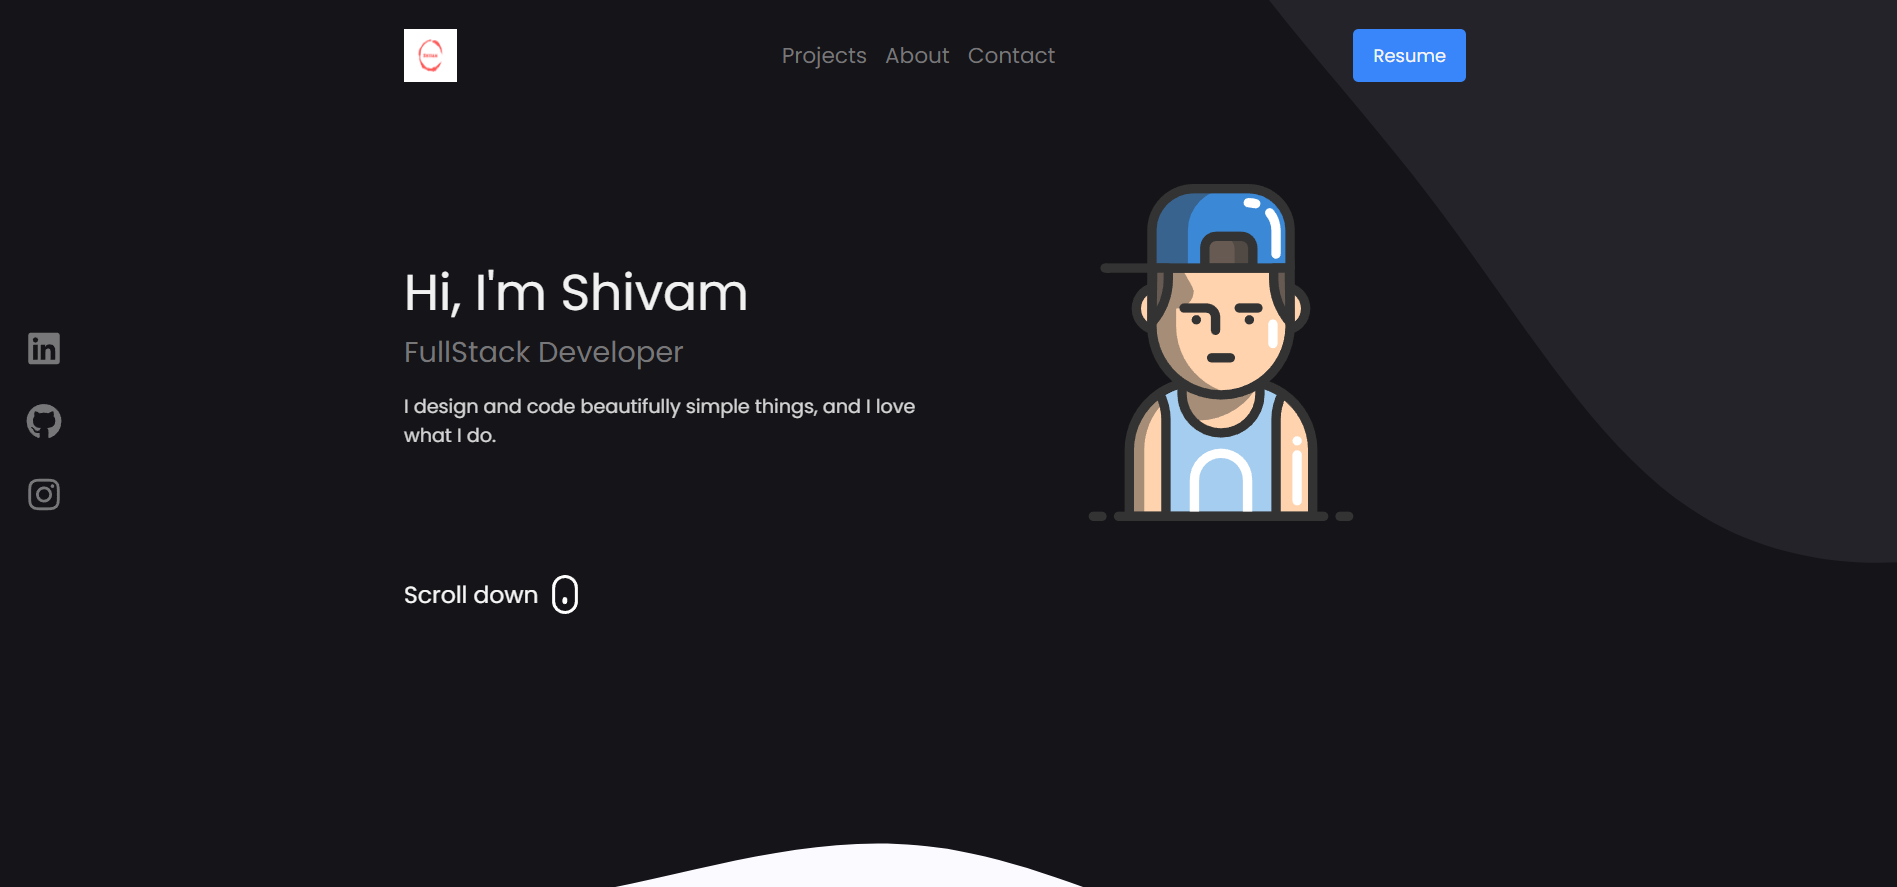 Projects About Contact
Resume
Hi, I'm Shivam
FullStack Developer
I design and code beautifully simple things, and I love
what I do.
Scroll down